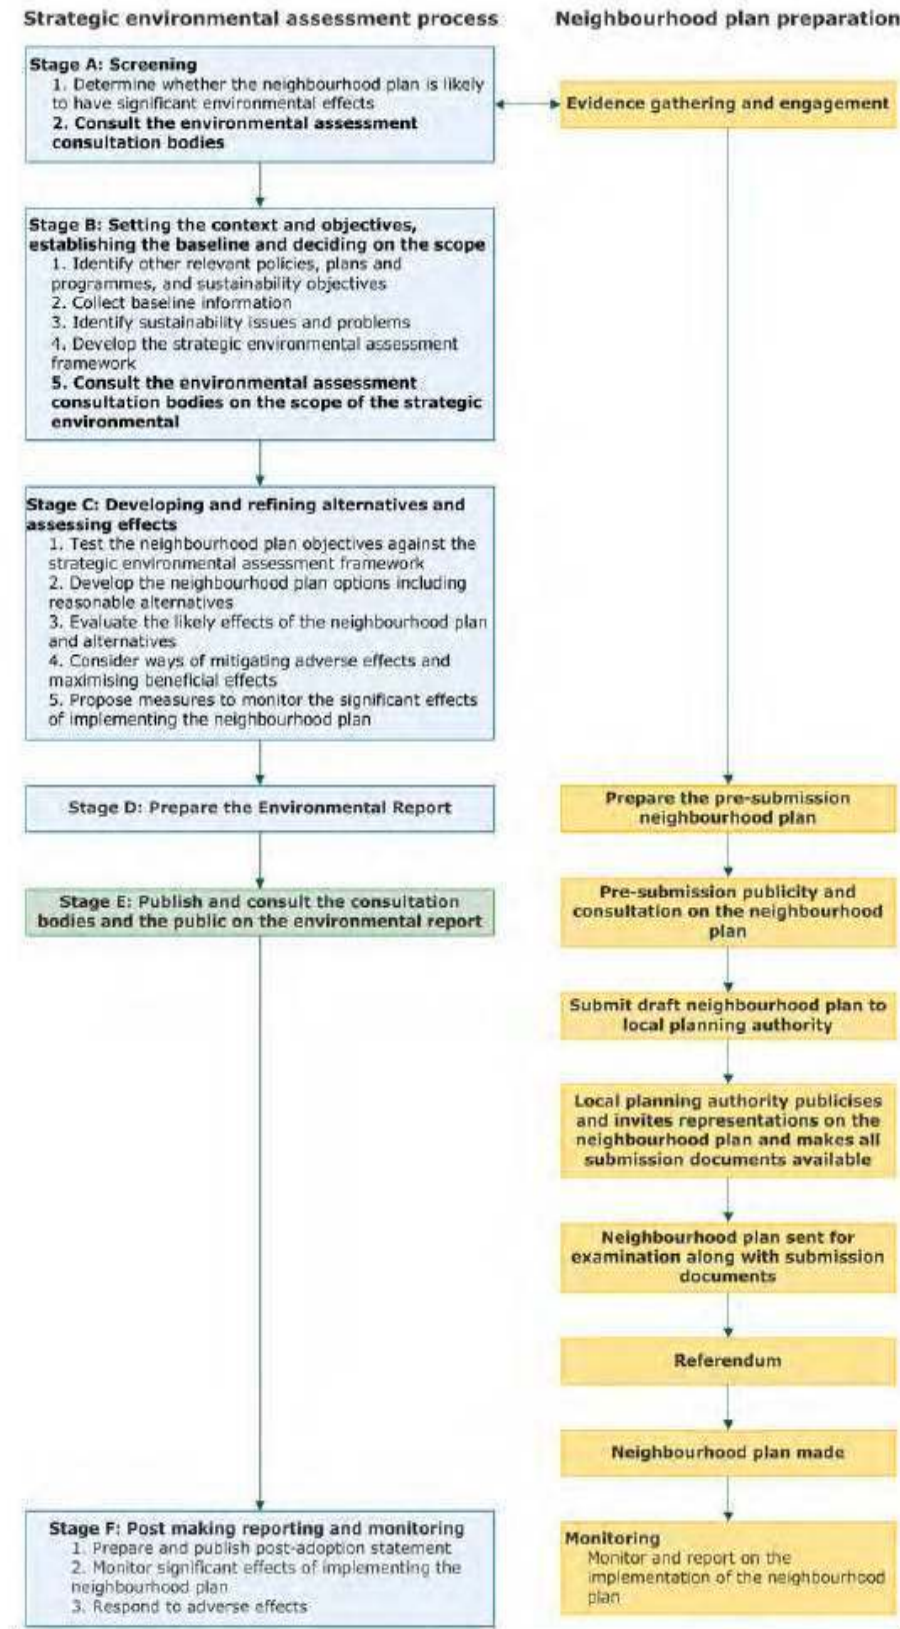 Strategic environmental assessment process
Neighbourhood plan preparation
Stage A: Screening
1. Determine whether the neighbourhood plan is likely
to have significant environmental effects
2. Consult the environmental assessment
consultation bodies
Evidence gathering and engagement
Stage B: Setting the context and objectives,
establishing the baseline and deciding on the scope
1. Identify other relevant policies, plans and
programmes, and sustainability objectives
2. Collect baseline information
3. Identify sustainability issues and problems
4. Develop the strategic environmental assessment
framework
5. Consult the environmental assessment
consultation bodies on the scope of the strategic
environmental
Stage C: Developing and refining alternatives and
assessing effects
1. Test the neighbourhood plan objectives against the
strategic environmental assessment framework
2. Develop the neighbourhood plan options including
reasonable alternatives
3. Evaluate the likely effects of the neighbourhood plan
and alternatives
4. Consider ways of mitigating adverse effects and
maximising beneficial effects
5. Propose measures to monitor the significant effects
of implementing the neighbourhood plan
Stage D: Prepare the Environmental Report
Prepare the pre-submission
neighbourhood plan
Stage E: Publish and consult the consultation
bodies and the public on the environmental report
Pre-submission publicity and
consultation on the neighbourhood
plan
Submit draft neighbourhood plan to
local planning authority
Local planning authority publicises
and invites representations on the
neighbourhood plan and makes all
submission documents available
Neighbourhood plan sent for
examination along with submission
documents
Referendum
Neighbourhood plan made
Stage F: Post making reporting and monitoring
1. Prepare and publish post-adoption statement
2. Monitor significant effects of implementing the
neighbourhood plan
3. Respond to adverse effects
Monitoring
Monitor and report on the
implementation of the neighbourhood
plan